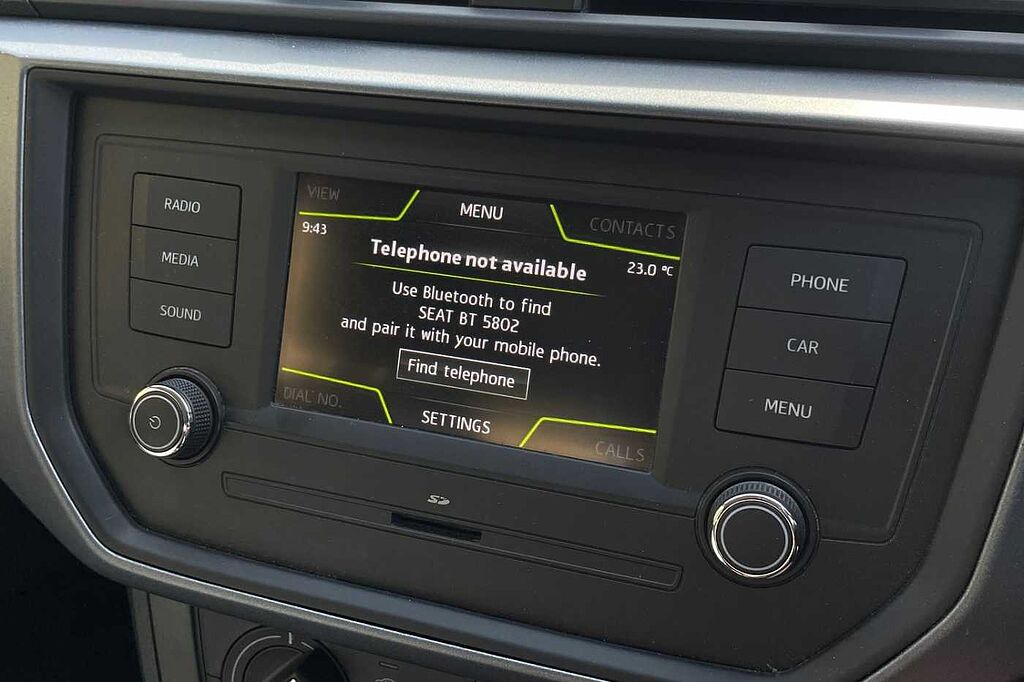 RADIO
MEDIA
SOUND
VIEW
MENU
CONTACTS
9:43
23.0 °C
Telephone not available
Use Bluetooth to find
SEAT BT 5802
and pair it with your mobile phone.
Find telephone
DIAL NO.
SETTINGS
CALLS
PHONE
CAR
MENU
SD